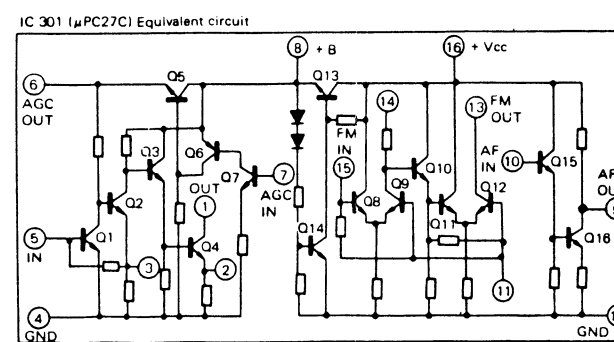 IC 301 (μPC27C) Equivalent circuit
8 + B
16 + Vcc
6
AGC
OUT
Q5
Q13
14
13 FM
OUT
FM
IN
AF
IN
10
Q15
Q3
Q6
Q7
7
AGC
IN
15
Q10
Q12
Q2
OUT
1
Q8
Q9
Q11
AF
5
IN
Q1
Q4
Q14
Q16
3
2
11
4
GND
GND